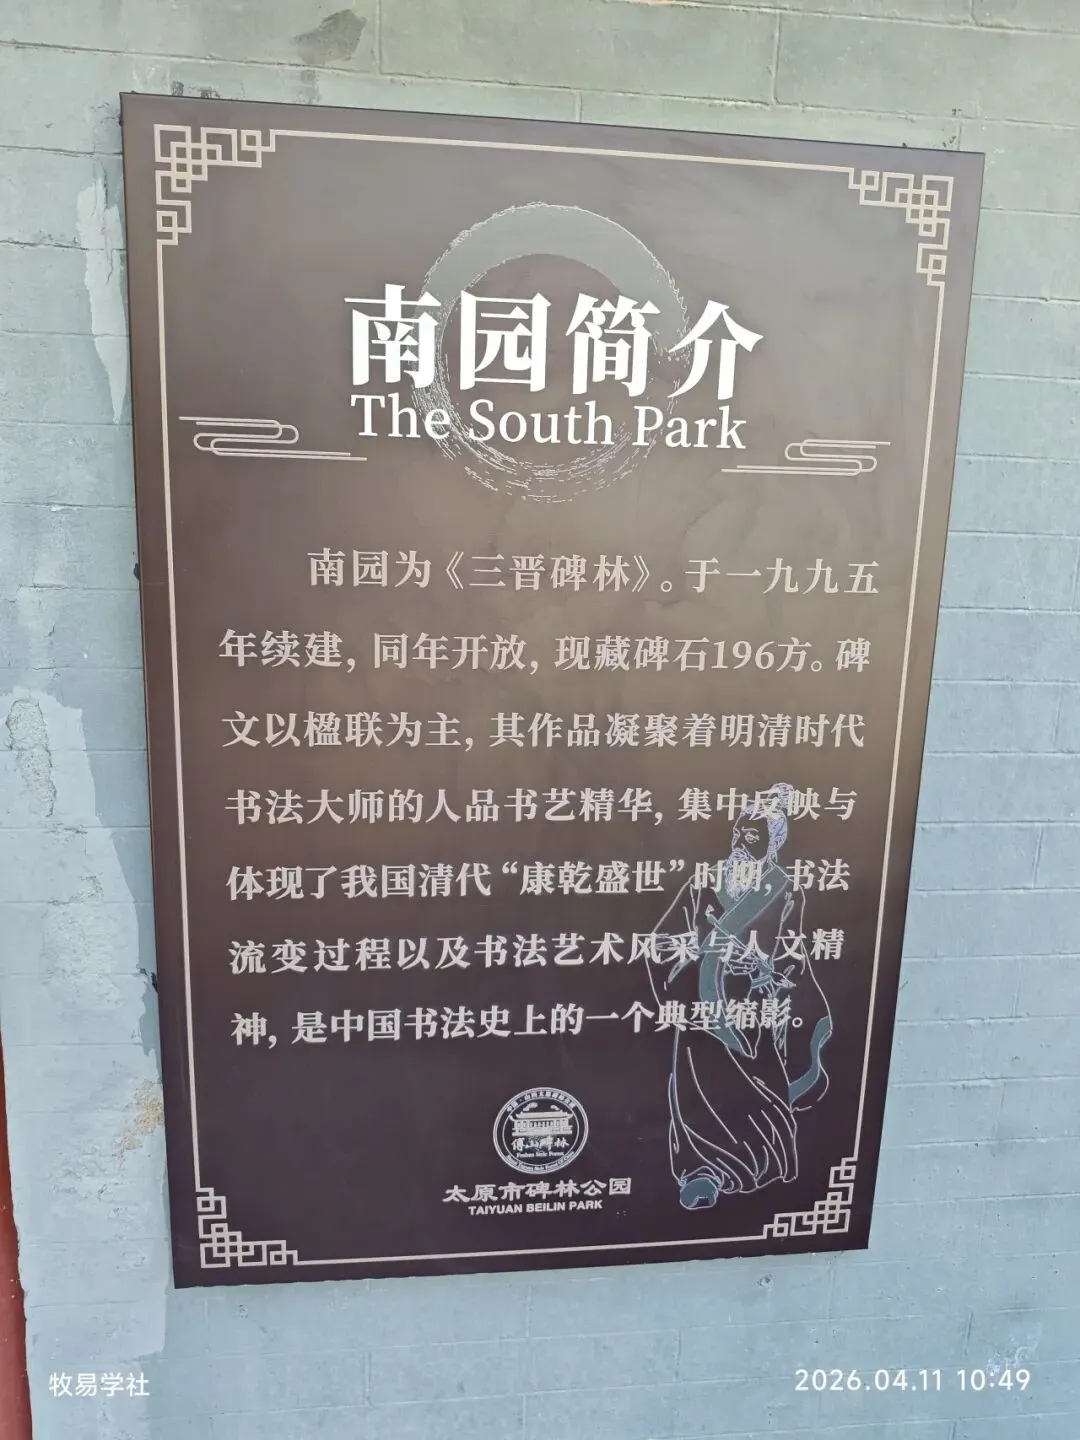 南园简介
The South Park
南园为《三晋碑林》。于一九九五
年续建，同年开放，现藏碑石196方。碑
文以楹联为主，其作品凝聚着明清时代
书法大师的人品书艺精华，集中反映与
体现了我国清代“康乾盛世”时期，书法
流变过程以及书法艺术风采与人文精
神，是中国书法史上的一个典型缩影。
傅山碑林
太原市碑林公园
TAIYUAN BEILIN PARK
牧易学社
2026.04.11 10:49